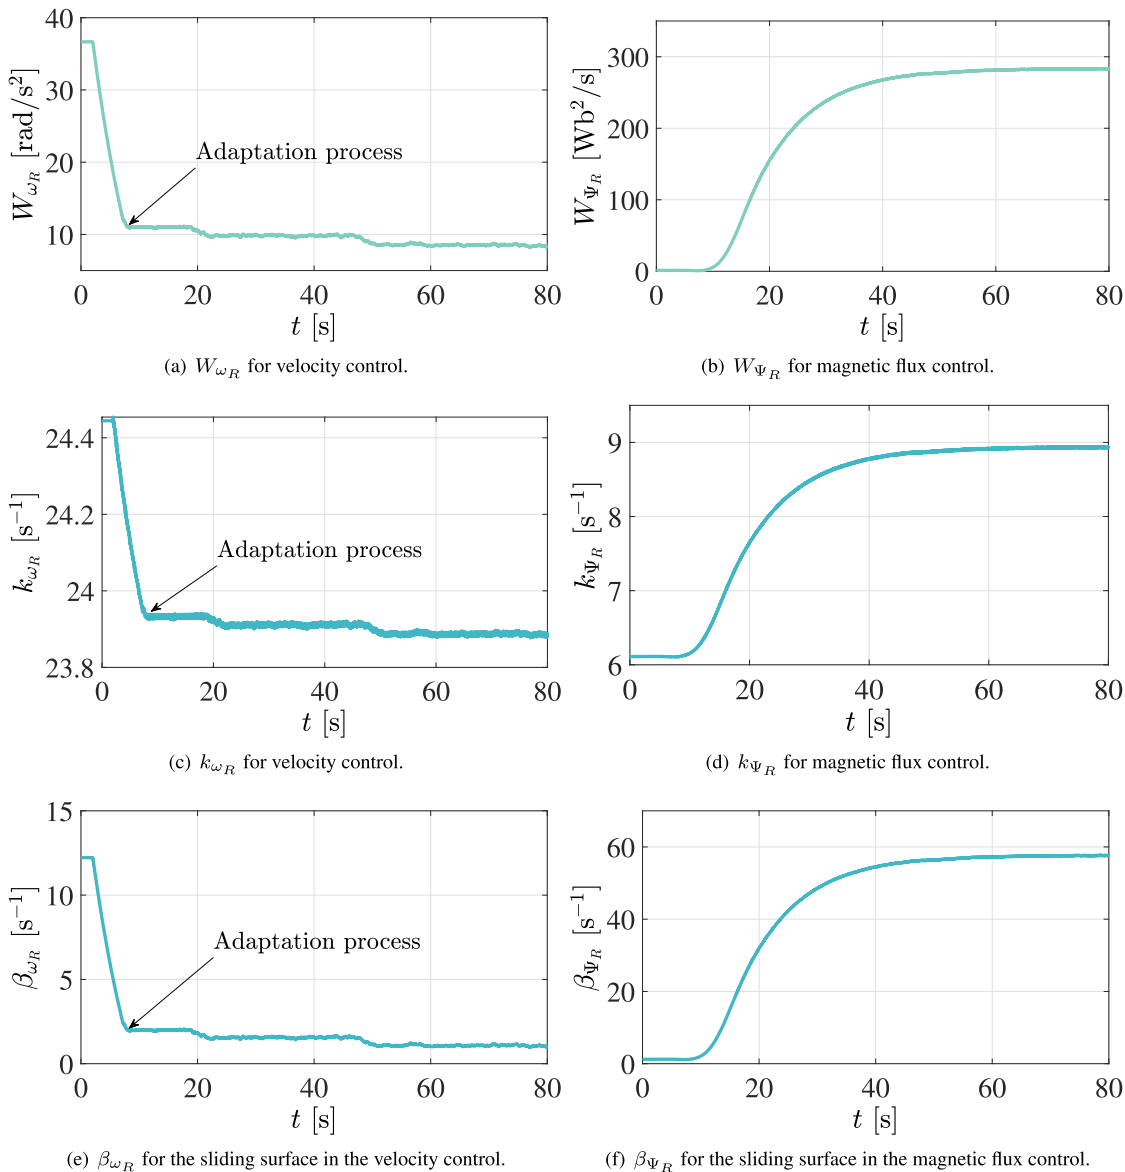 40
30
20
10
0 20 40 60 80
W_{ω_R} [rad/s²]
Adaptation process
t [s]
(a) W_{ω_R} for velocity control.
300
200
100
0
0 20 40 60 80
W_{Ψ_R} [Wb²/s]
t [s]
(b) W_{Ψ_R} for magnetic flux control.
24.4
24.2
24
23.8
0 20 40 60 80
k_{ω_R} [s⁻¹]
Adaptation process
t [s]
(c) k_{ω_R} for velocity control.
9
8
7
6
0 20 40 60 80
k_{Ψ_R} [s⁻¹]
t [s]
(d) k_{Ψ_R} for magnetic flux control.
15
10
5
0
0 20 40 60 80
β_{ω_R} [s⁻¹]
Adaptation process
t [s]
(e) β_{ω_R} for the sliding surface in the velocity control.
60
40
20
0
0 20 40 60 80
β_{Ψ_R} [s⁻¹]
t [s]
(f) β_{Ψ_R} for the sliding surface in the magnetic flux control.